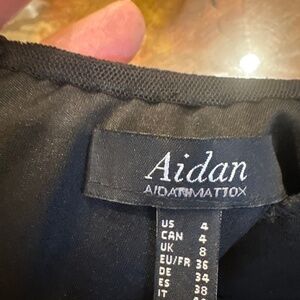 Aidan
AIDANMATTOX
US 4
CAN 4
UK 8
EU/FR 36
DE 34
ES 38
IT